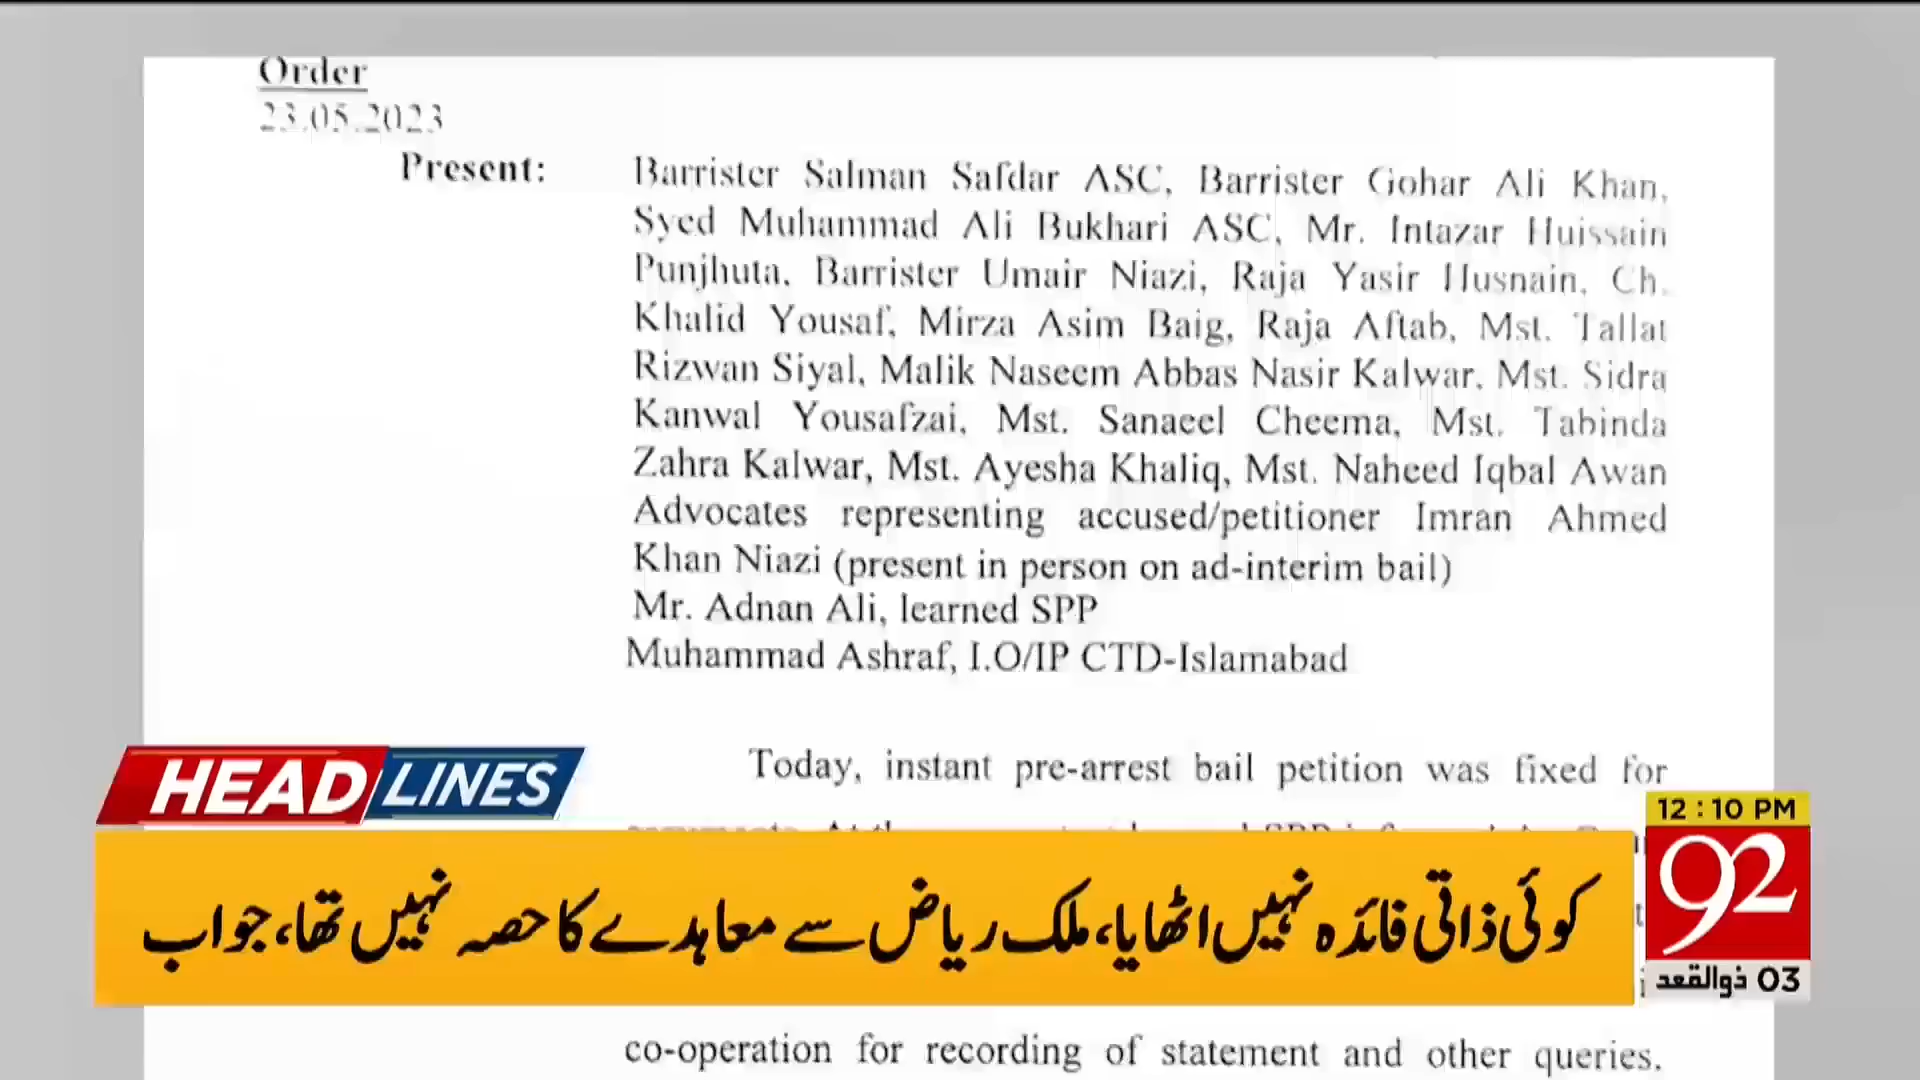 Order
23.05.2023
Present:
Barrister Salman Safdar ASC, Barrister Gohar Ali Khan,
Syed Muhammad Ali Bukhari ASC, Mr. Intazar Huissain
Punjhuta, Barrister Umair Niazi, Raja Yasir Husnain, Ch.
Khalid Yousaf, Mirza Asim Baig, Raja Aftab, Mst. Tallat
Rizwan Siyal, Malik Naseem Abbas Nasir Kalwar, Mst. Sidra
Kanwal Yousafzai, Mst. Sanaeel Cheema, Mst. Tabinda
Zahra Kalwar, Mst. Ayesha Khaliq, Mst. Naheed Iqbal Awan
Advocates representing accused/petitioner Imran Ahmed
Khan Niazi (present in person on ad-interim bail)
Mr. Adnan Ali, learned SPP
Muhammad Ashraf, I.O/IP CTD-Islamabad
Today, instant pre-arrest bail petition was fixed for
HEADLINES
12 : 10 PM
92
03 ذوالقعد
کوئی ذاتی فائدہ نہیں اٹھایا، ملک ریاض سے معاہدے کا حصہ نہیں تھا، جواب
co-operation for recording of statement and other queries.